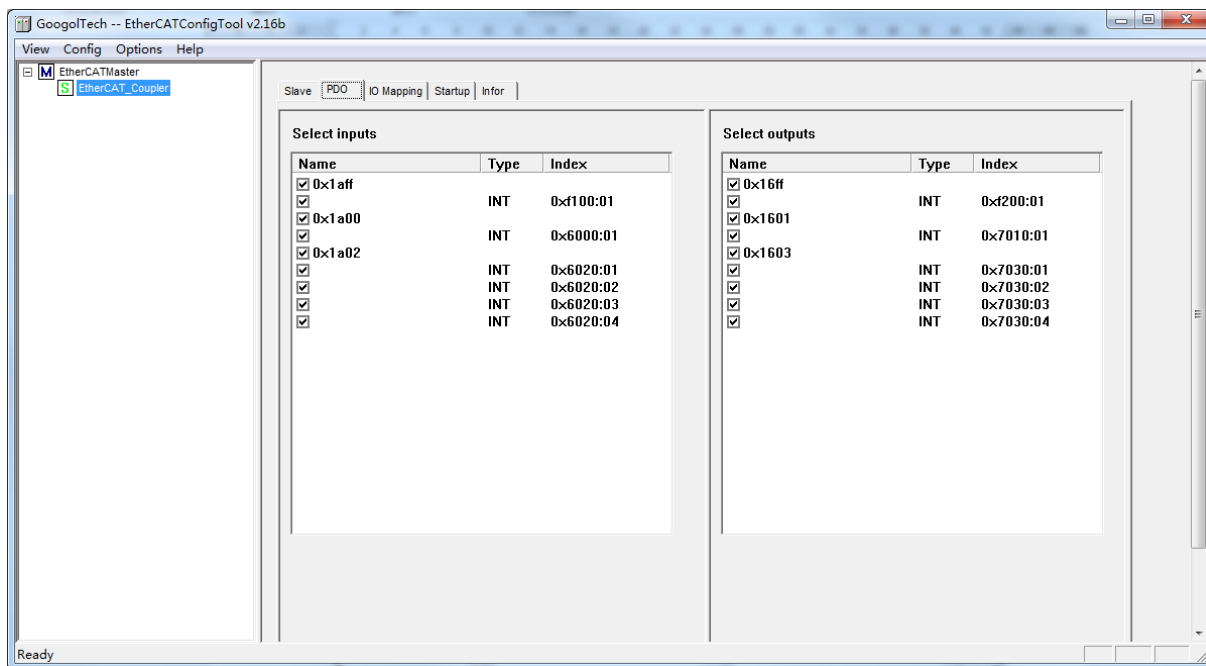 GoogolTech -- EtherCATConfigTool v2.16b
View Config Options Help
EtherCATMaster
EtherCAT_Coupler
Slave PDO IO Mapping Startup Infor
Select inputs
Name Type Index
0x1aff
INT 0xf100:01
0x1a00
INT 0x6000:01
0x1a02
INT 0x6020:01
INT 0x6020:02
INT 0x6020:03
INT 0x6020:04
Select outputs
Name Type Index
0x16ff
INT 0xf200:01
0x1601
INT 0x7010:01
0x1603
INT 0x7030:01
INT 0x7030:02
INT 0x7030:03
INT 0x7030:04
Ready